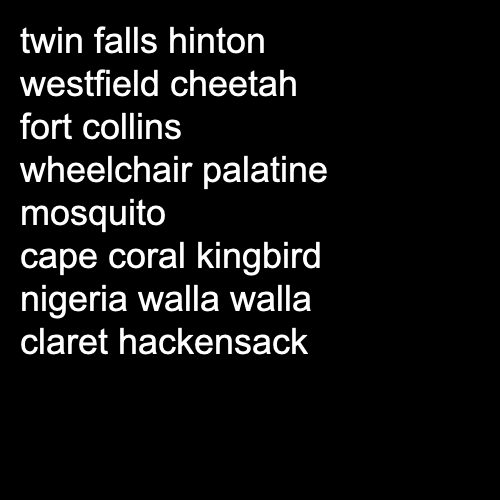 twin falls hinton
westfield cheetah
fort collins
wheelchair palatine
mosquito
cape coral kingbird
nigeria walla walla
claret hackensack